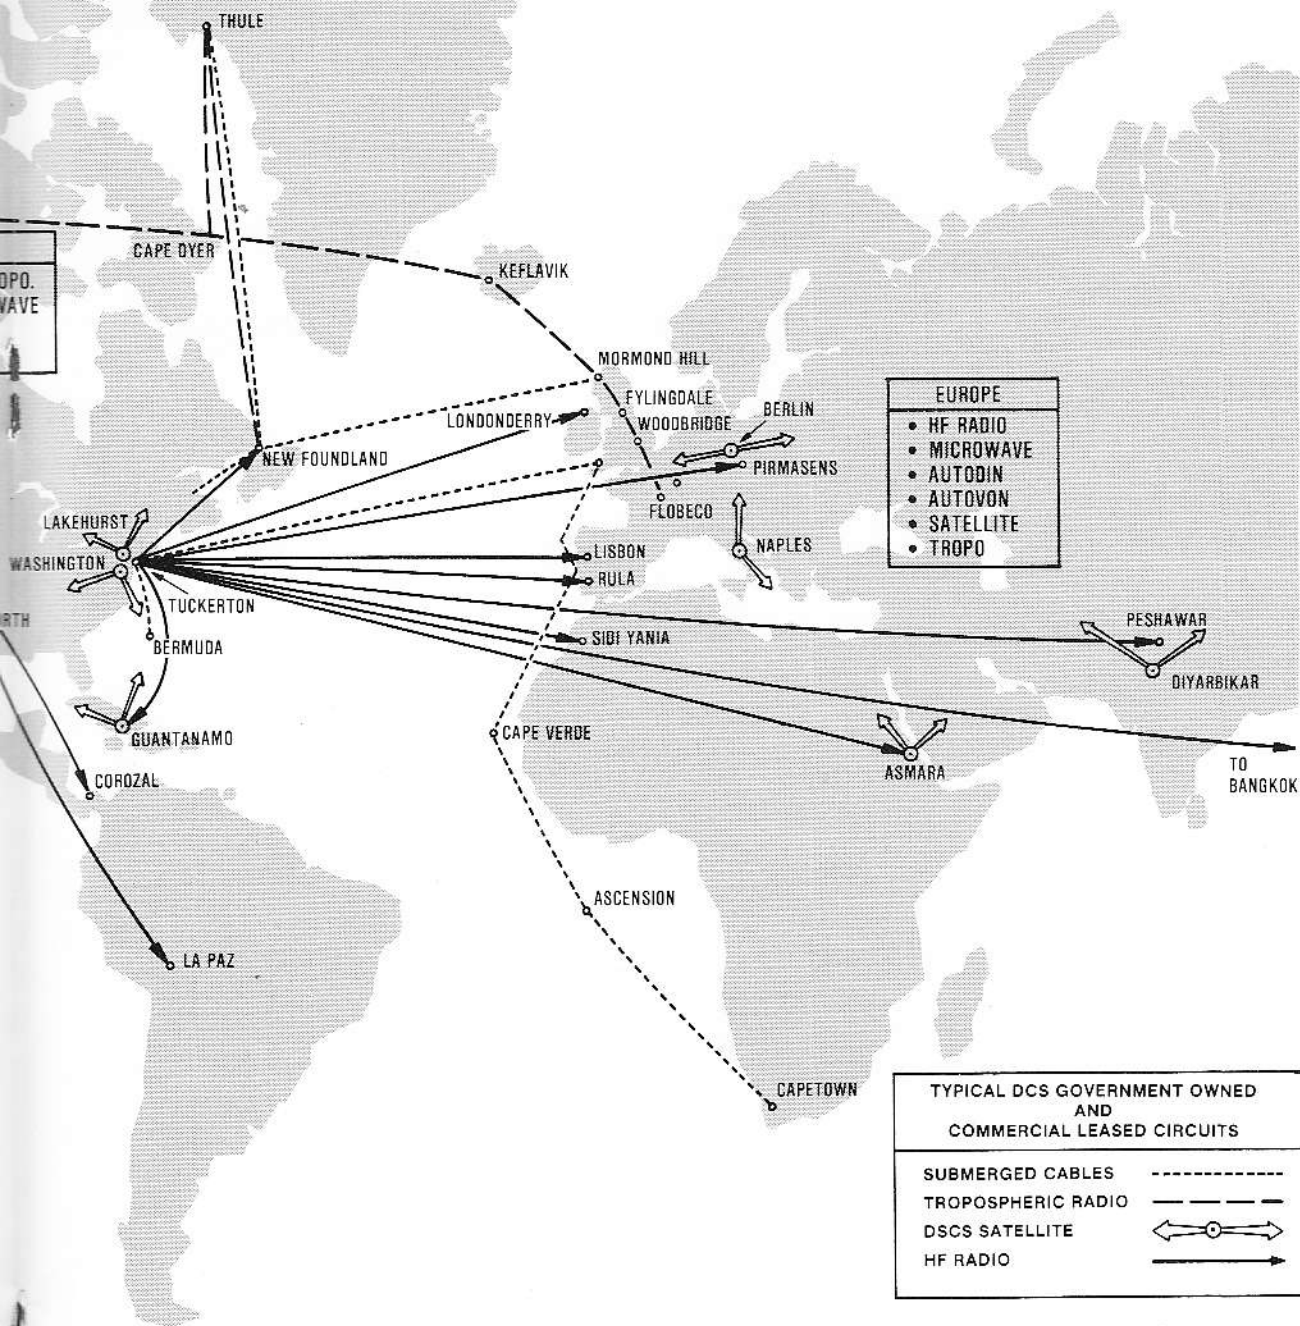 THULE
CAPE DYER
OPO.
WAVE
KEFLAVIK
MORMOND HILL
FYLINGDALE
LONDONDERRY
WOODBRIDGE
BERLIN
NEW FOUNDLAND
PIRMASENS
FLOBECO
EUROPE
• HF RADIO
• MICROWAVE
• AUTODIN
• AUTOVON
• SATELLITE
• TROPO
LAKEHURST
WASHINGTON
LISBON
NAPLES
RULA
TUCKERTON
ORTH
BERMUDA
SIDI YANIA
PESHAWAR
DIYARBIKAR
GUANTANAMO
CAPE VERDE
COROZAL
ASMARA
TO
BANGKOK
ASCENSION
LA PAZ
CAPETOWN
TYPICAL DCS GOVERNMENT OWNED
AND
COMMERCIAL LEASED CIRCUITS
SUBMERGED CABLES
TROPOSPHERIC RADIO
DSCS SATELLITE
HF RADIO